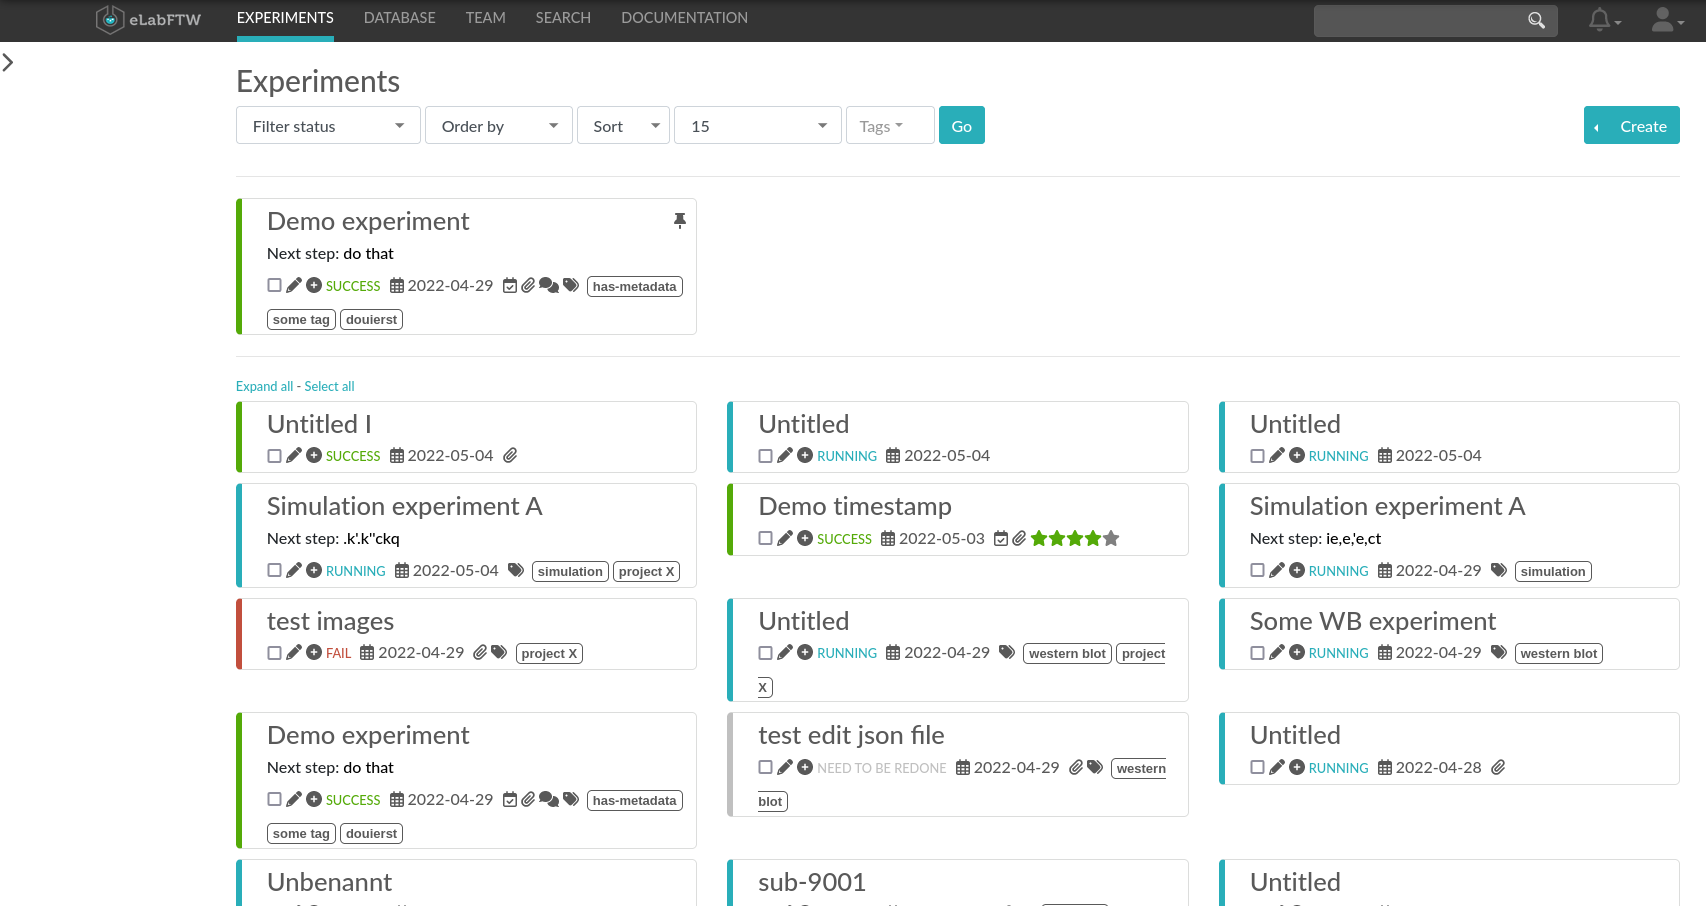 eLabFTW EXPERIMENTS DATABASE TEAM SEARCH DOCUMENTATION
Experiments
Filter status Order by Sort 15 Tags Go Create
Demo experiment
Next step: do that
SUCCESS 2022-04-29 has-metadata
some tag douierst
Expand all - Select all
Untitled I
SUCCESS 2022-05-04
Untitled
RUNNING 2022-05-04
Untitled
RUNNING 2022-05-04
Simulation experiment A
Next step: .k'.k"ckq
RUNNING 2022-05-04 simulation project X
Demo timestamp
SUCCESS 2022-05-03
Simulation experiment A
Next step: ie,e,'e,ct
RUNNING 2022-04-29 simulation
test images
FAIL 2022-04-29 project X
Untitled
RUNNING 2022-04-29 western blot project
X
Some WB experiment
RUNNING 2022-04-29 western blot
Demo experiment
Next step: do that
SUCCESS 2022-04-29 has-metadata
some tag douierst
test edit json file
NEED TO BE REDONE 2022-04-29 western
blot
Untitled
RUNNING 2022-04-28
Unbenannt
sub-9001
Untitled